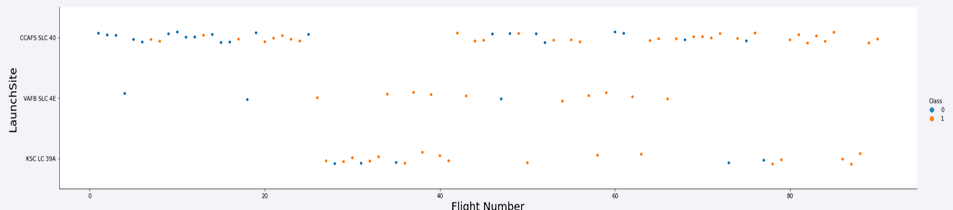 CCAFS SLC 40
VAFB SLC 4E
KSC LC 39A
LaunchSite
0 20 40 60 80
Flight Number
Class
0
1